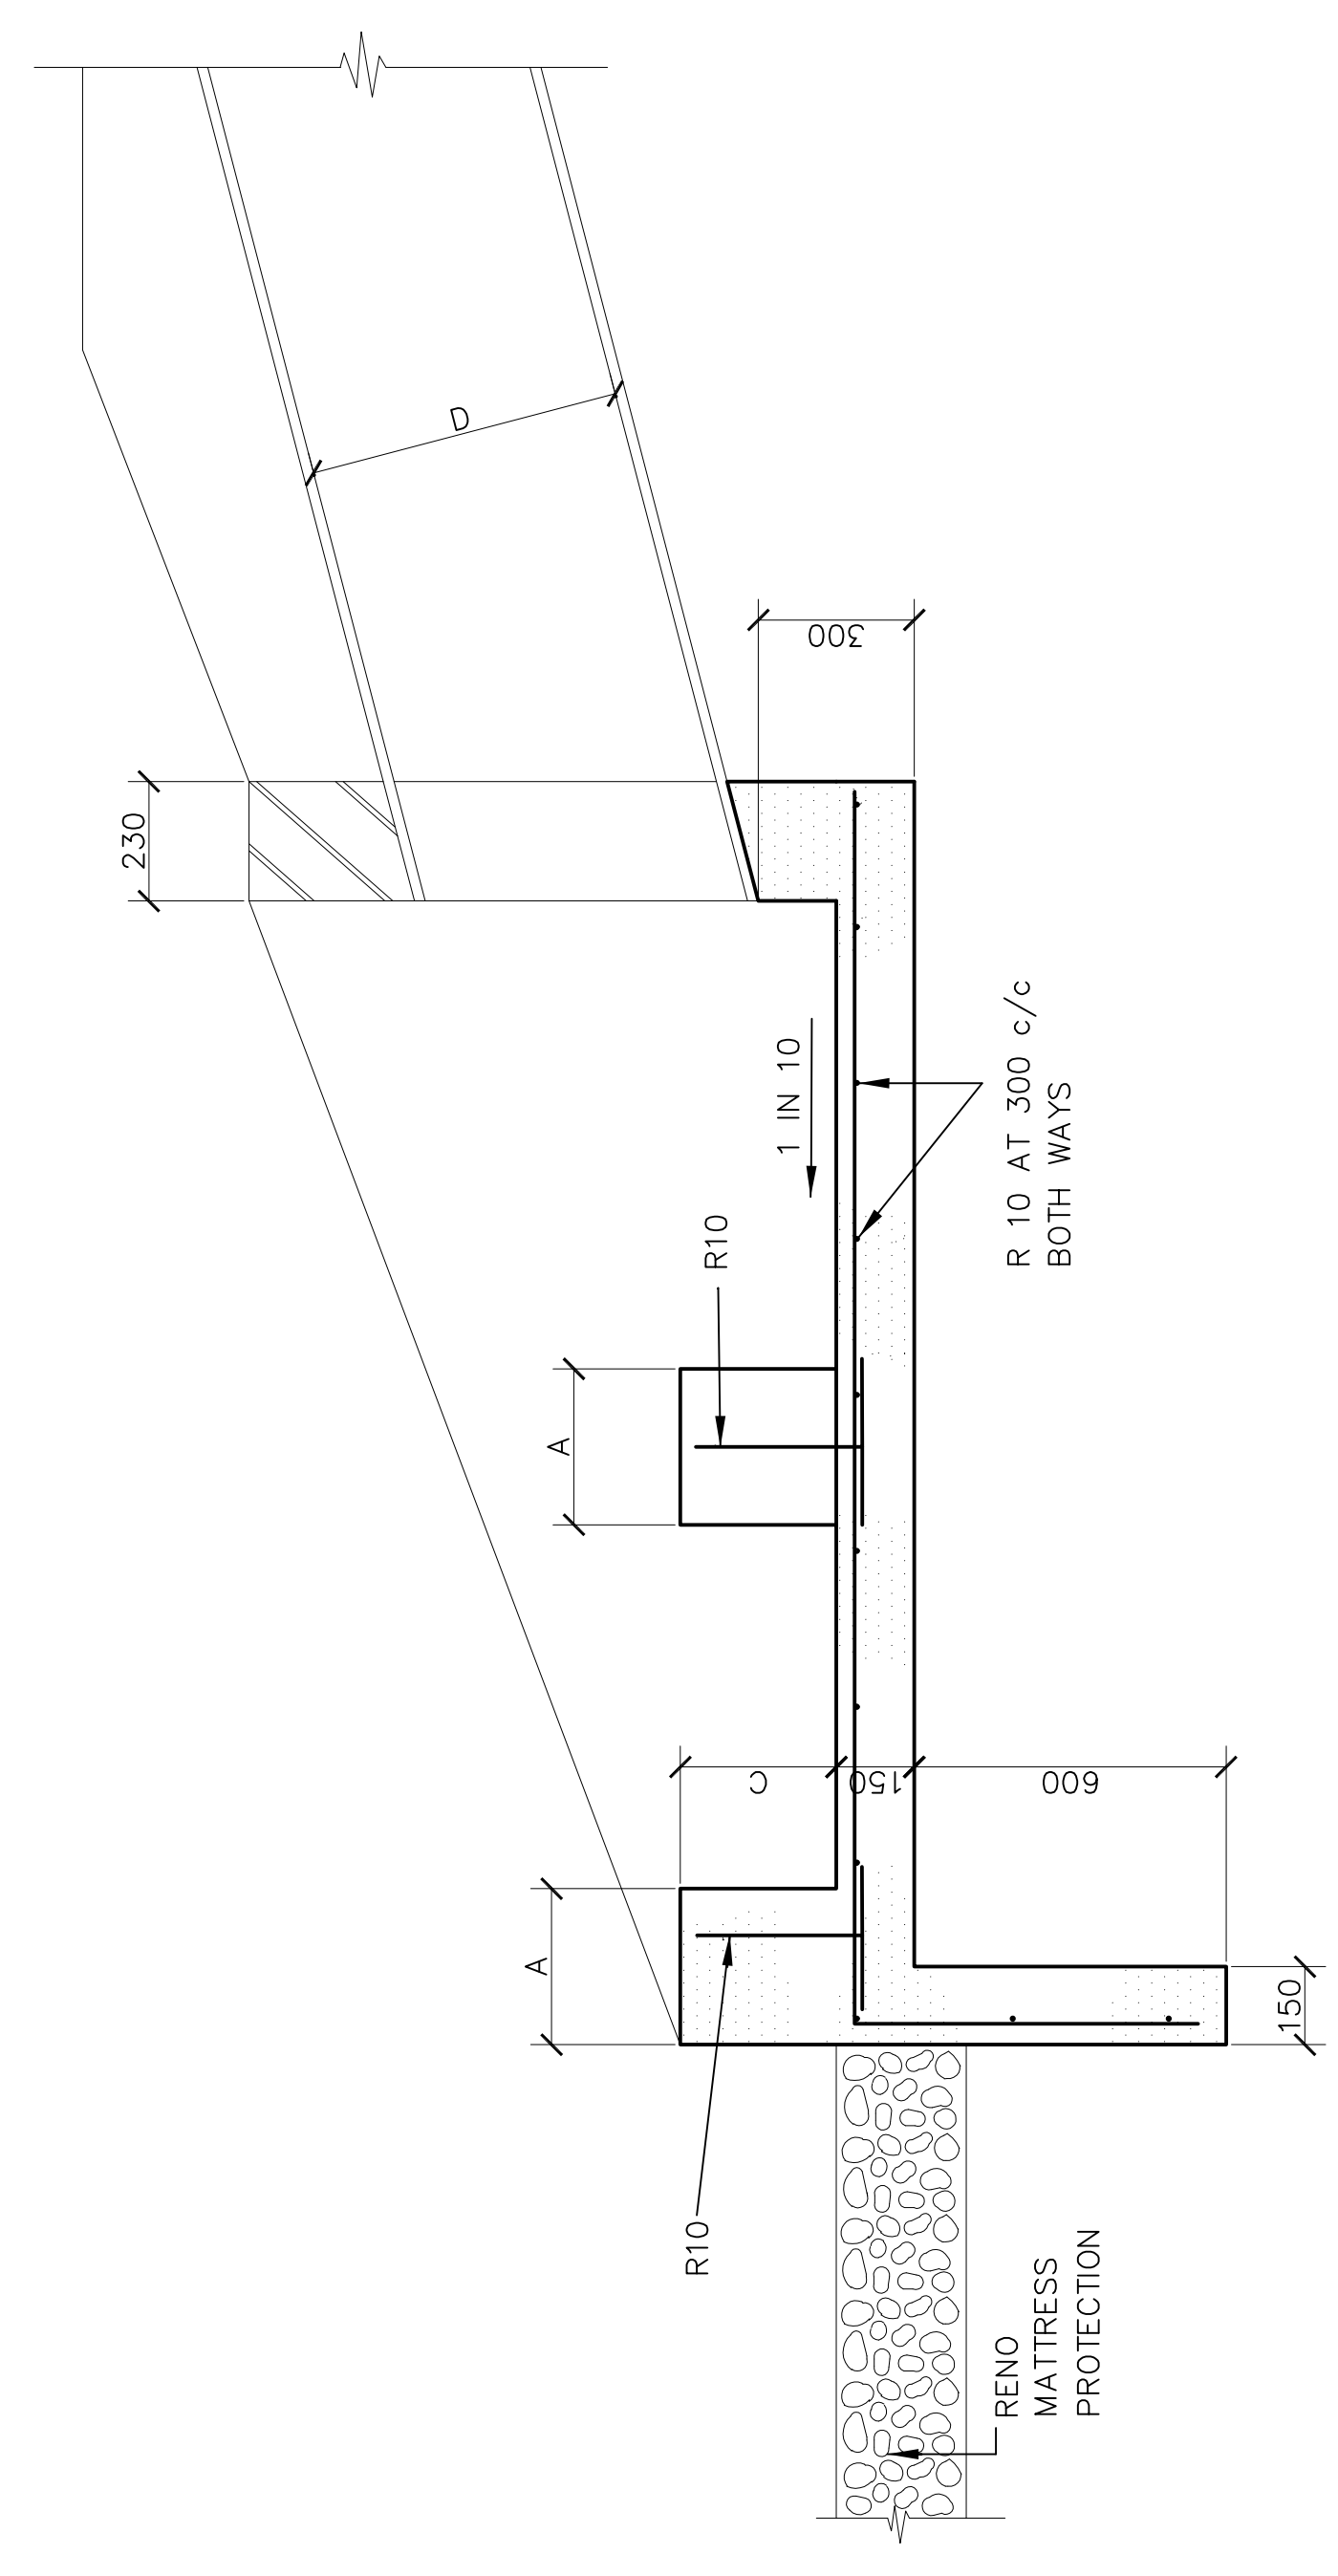 D
230
300
1 IN 10
R10
R 10 AT 300 c/c
BOTH WAYS
A
C
150
600
A
150
R10
RENO
MATTRESS
PROTECTION